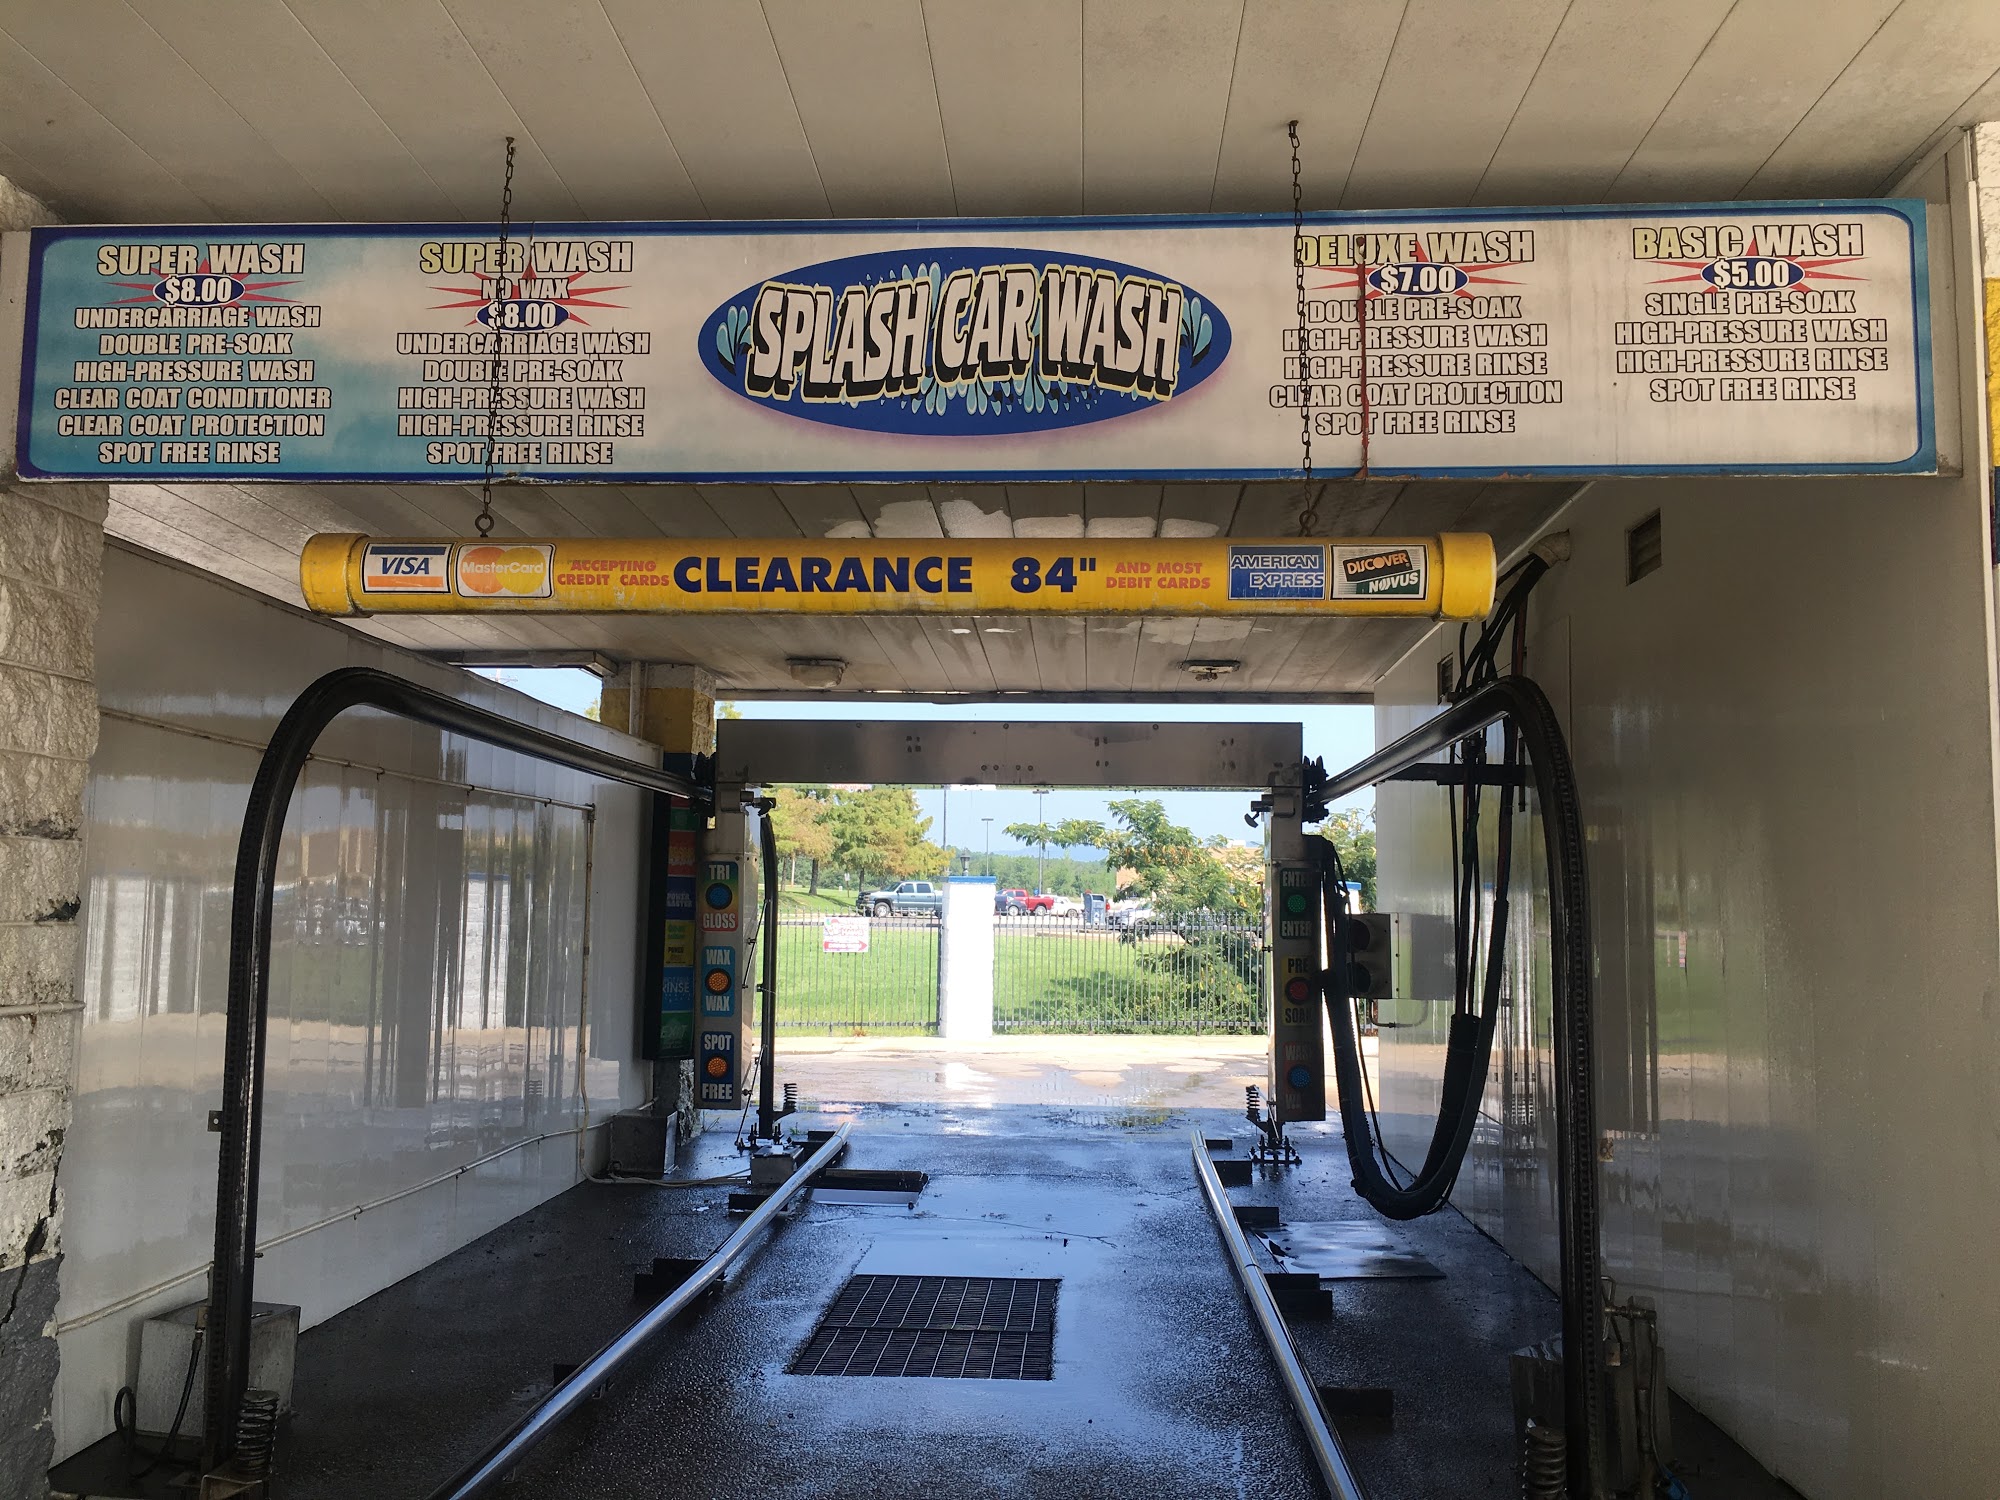 SUPER WASH
$8.00
UNDERCARRIAGE WASH
DOUBLE PRE-SOAK
HIGH-PRESSURE WASH
CLEAR COAT CONDITIONER
CLEAR COAT PROTECTION
SPOT FREE RINSE
SUPER WASH
NO WAX
$8.00
UNDERCARRIAGE WASH
DOUBLE PRE-SOAK
HIGH-PRESSURE WASH
HIGH-PRESSURE RINSE
SPOT FREE RINSE
SPLASH CAR WASH
DELUXE WASH
$7.00
DOUBLE PRE-SOAK
HIGH-PRESSURE WASH
HIGH-PRESSURE RINSE
CLEAR COAT PROTECTION
SPOT FREE RINSE
BASIC WASH
$5.00
SINGLE PRE-SOAK
HIGH-PRESSURE WASH
HIGH-PRESSURE RINSE
SPOT FREE RINSE
VISA
MasterCard
ACCEPTING
CREDIT CARDS
CLEARANCE 84"
AND MOST
DEBIT CARDS
AMERICAN
EXPRESS
DISCOVER
NOVUS
TRI
GLOSS
WAX
WAX
SPOT
FREE
RINSE
ENTER
ENTER
PRE
SOAK
WASH